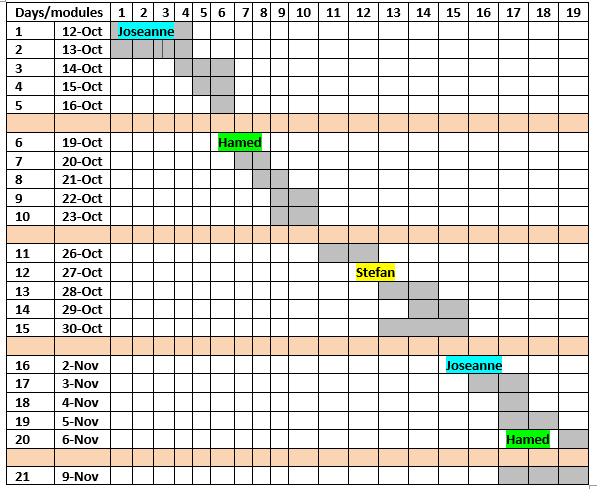 Days/modules 1 2 3 4 5 6 7 8 9 10 11 12 13 14 15 16 17 18 19
1 12-Oct Joseanne
2 13-Oct
3 14-Oct
4 15-Oct
5 16-Oct
6 19-Oct Hamed
7 20-Oct
8 21-Oct
9 22-Oct
10 23-Oct
11 26-Oct
12 27-Oct Stefan
13 28-Oct
14 29-Oct
15 30-Oct
16 2-Nov Joseanne
17 3-Nov
18 4-Nov
19 5-Nov
20 6-Nov Hamed
21 9-Nov